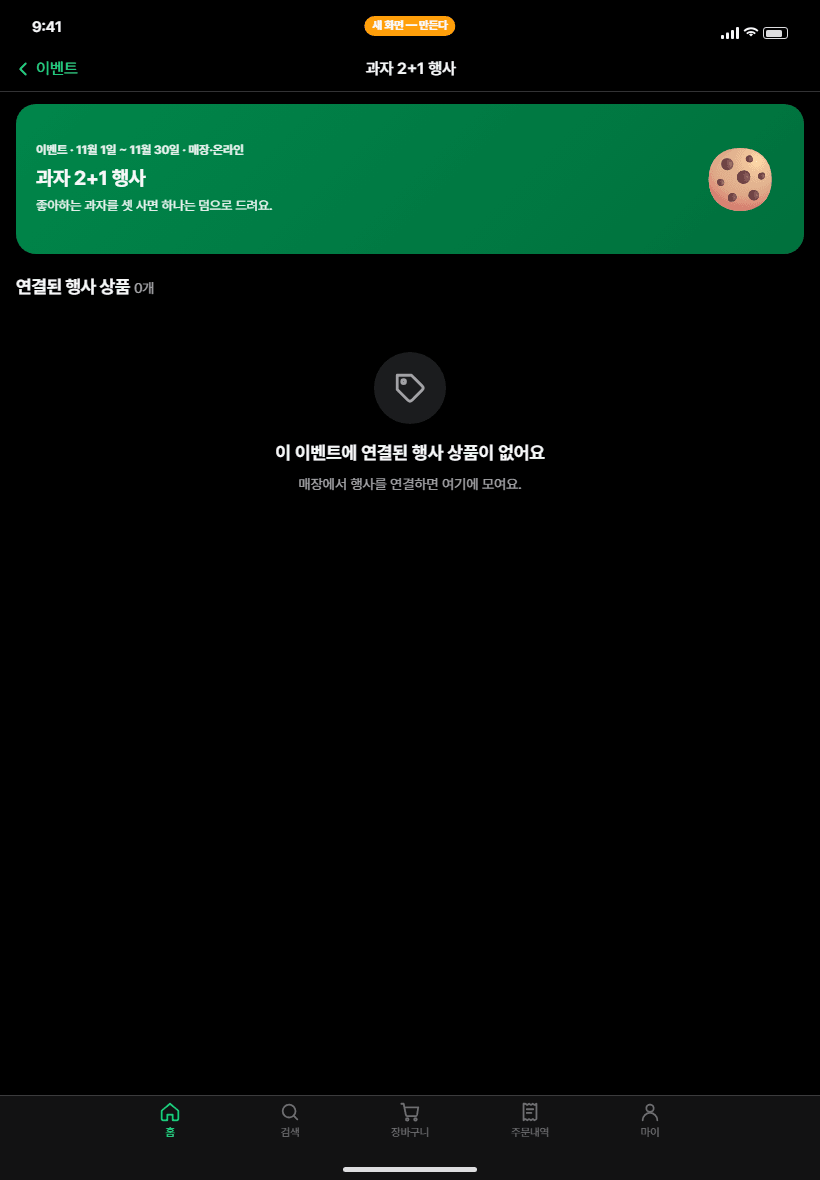 9:41
새 화면 — 만든다
이벤트
과자 2+1 행사
이벤트 · 11월 1일 ~ 11월 30일 · 매장·온라인
과자 2+1 행사
좋아하는 과자를 셋 사면 하나는 덤으로 드려요.
연결된 행사 상품 0개
이 이벤트에 연결된 행사 상품이 없어요
매장에서 행사를 연결하면 여기에 모여요.
홈
검색
장바구니
주문내역
마이